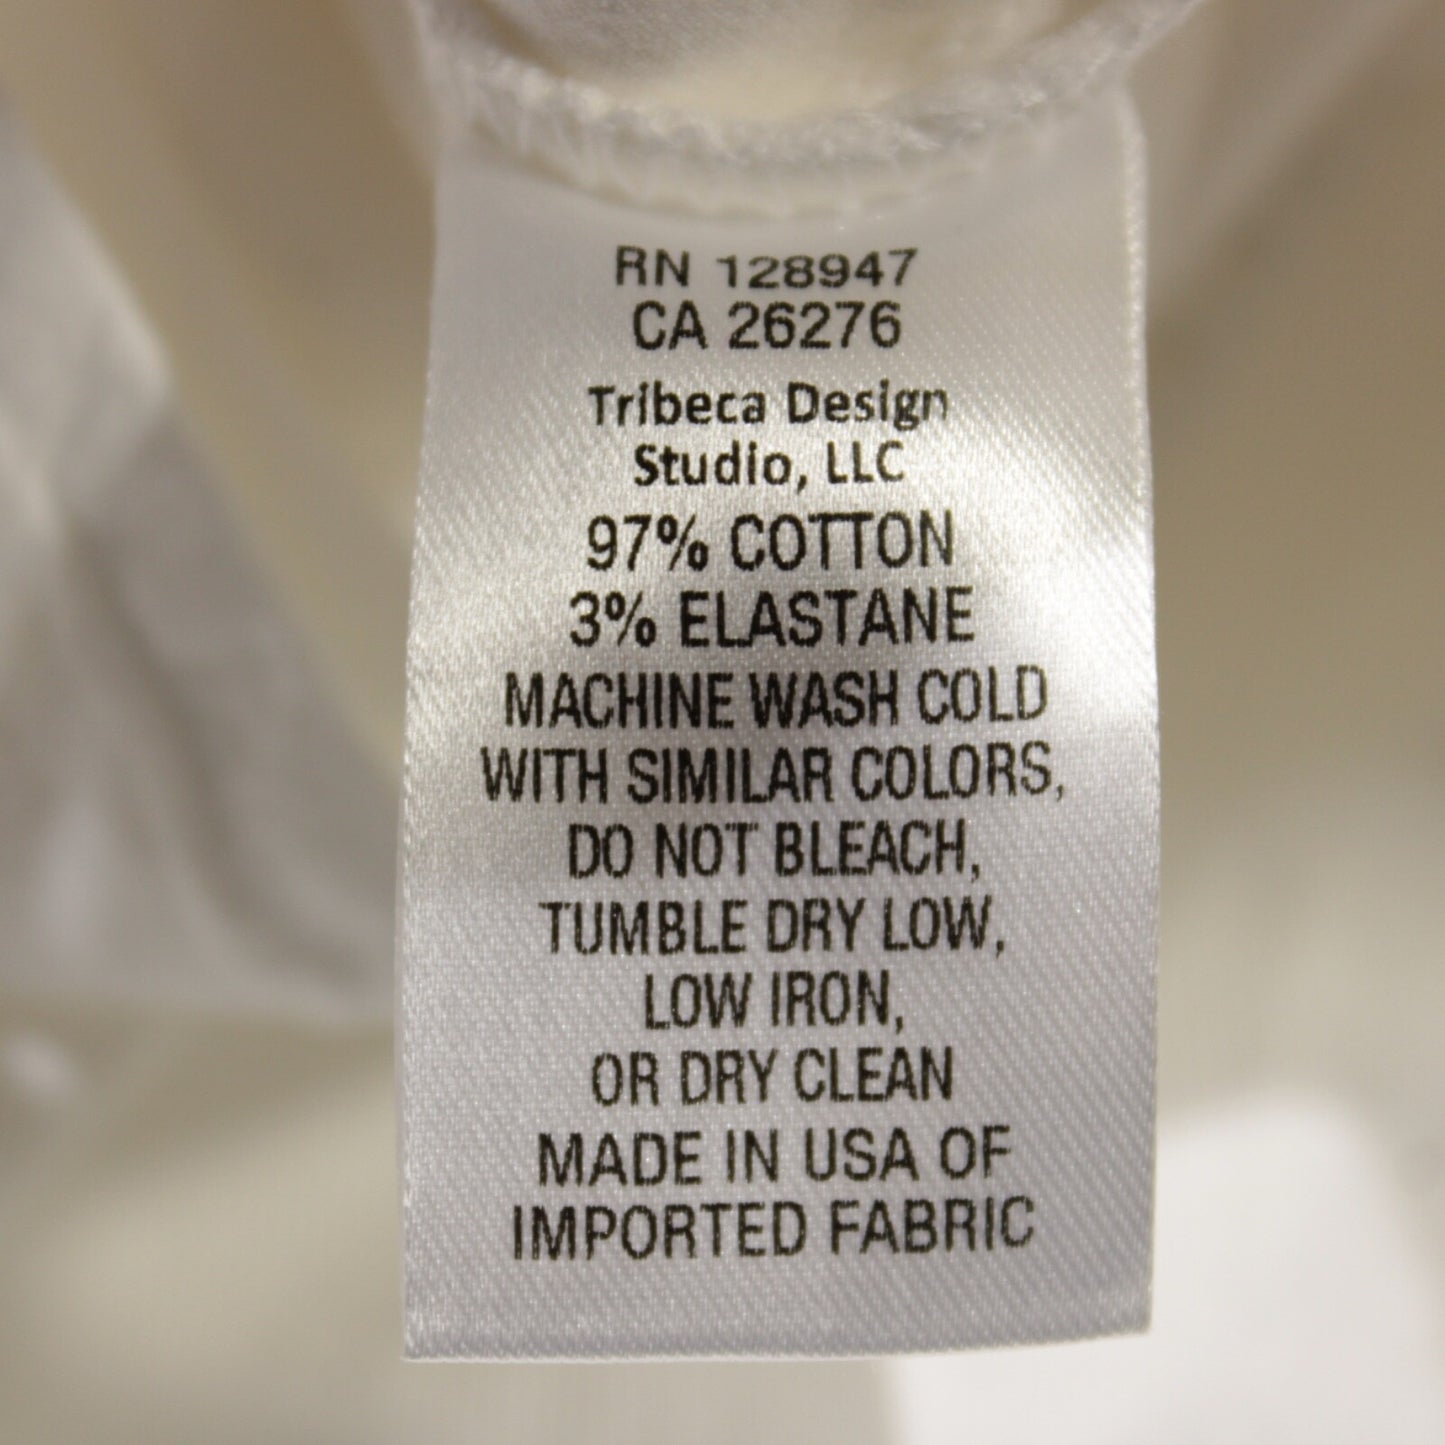 RN 128947
CA 26276
Tribeca Design
Studio, LLC
97% COTTON
3% ELASTANE
MACHINE WASH COLD
WITH SIMILAR COLORS,
DO NOT BLEACH,
TUMBLE DRY LOW,
LOW IRON,
OR DRY CLEAN
MADE IN USA OF
IMPORTED FABRIC